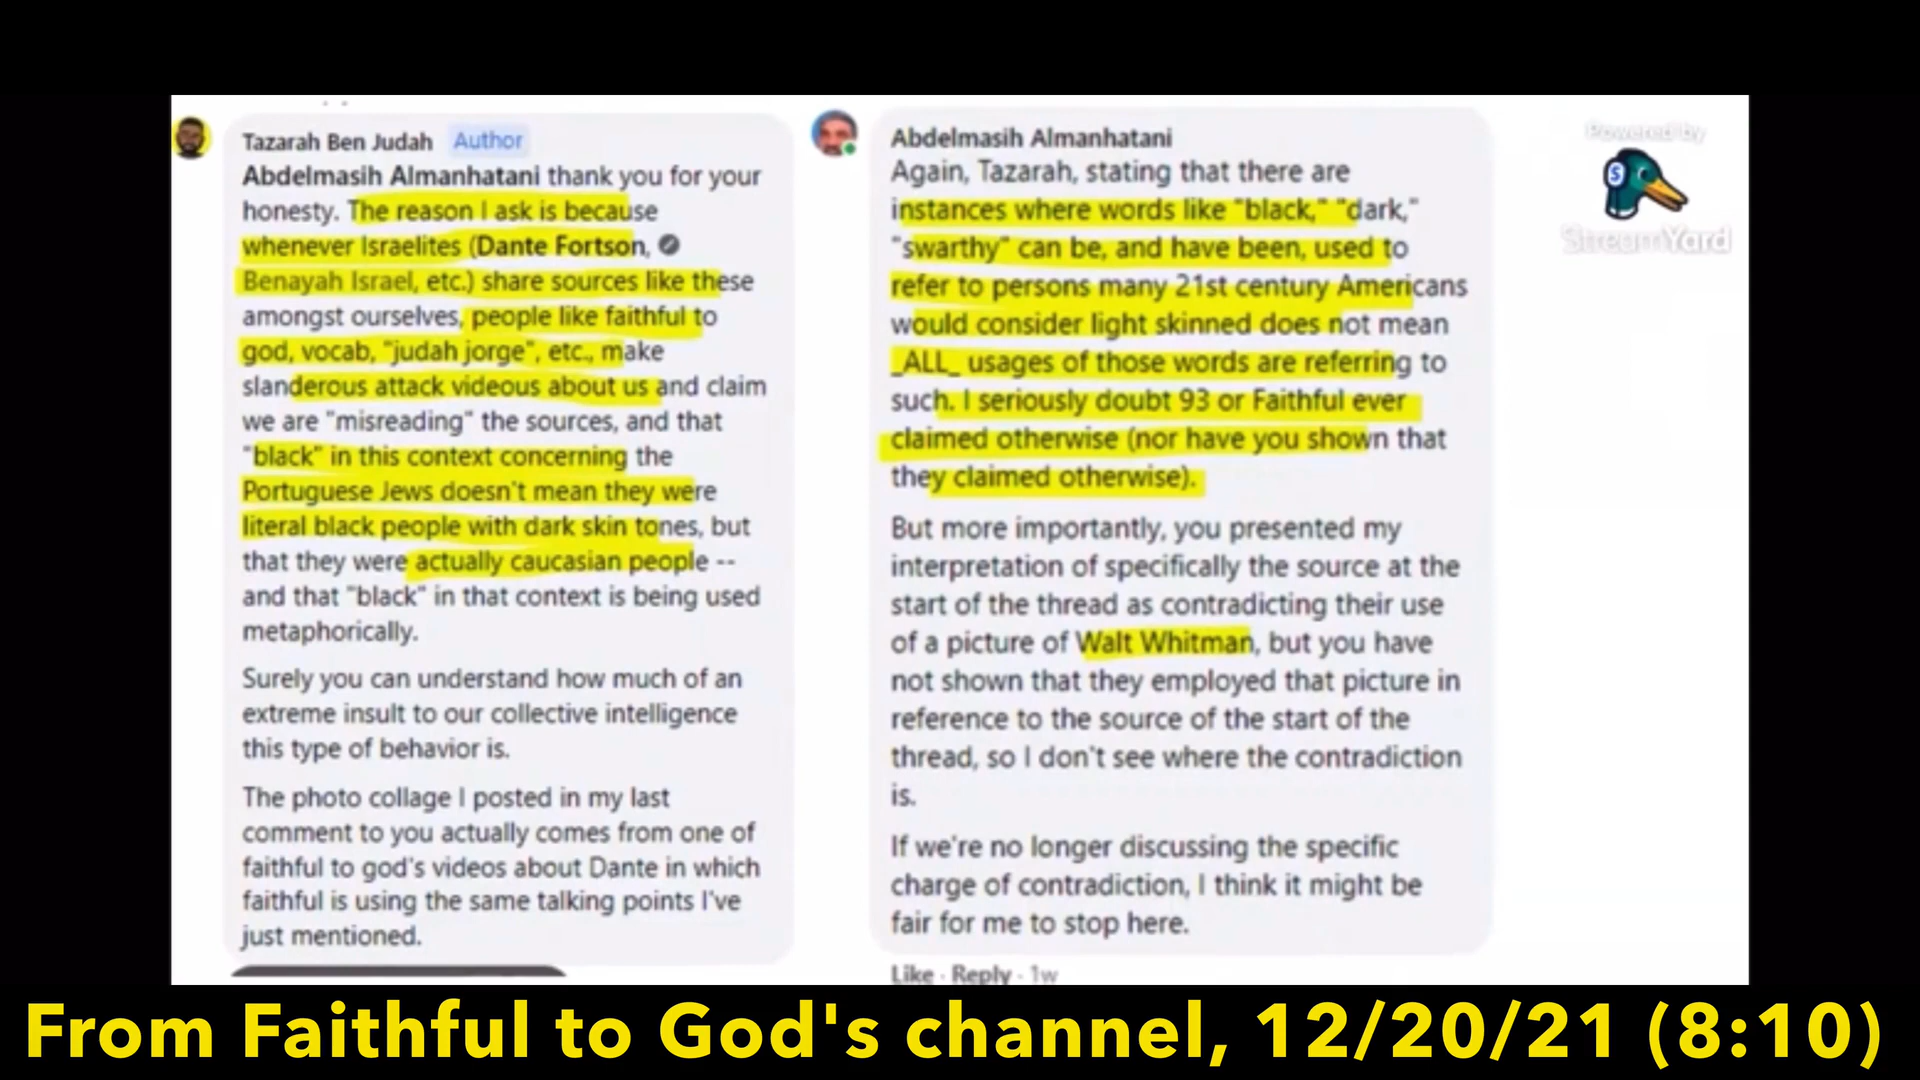 Tazarah Ben Judah Author
Abdelmasih Almanhatani thank you for your
honesty. The reason I ask is because
whenever Israelites (Dante Fortson,
Benayah Israel, etc.) share sources like these
amongst ourselves, people like faithful to
god, vocab, "judah jorge", etc., make
slanderous attack videous about us and claim
we are "misreading" the sources, and that
"black" in this context concerning the
Portuguese Jews doesn't mean they were
literal black people with dark skin tones, but
that they were actually caucasian people --
and that "black" in that context is being used
metaphorically.
Surely you can understand how much of an
extreme insult to our collective intelligence
this type of behavior is.
The photo collage I posted in my last
comment to you actually comes from one of
faithful to god's videos about Dante in which
faithful is using the same talking points I've
just mentioned.
Abdelmasih Almanhatani
Again, Tazarah, stating that there are
instances where words like "black," "dark,"
"swarthy" can be, and have been, used to
refer to persons many 21st century Americans
would consider light skinned does not mean
_ALL_ usages of those words are referring to
such. I seriously doubt 93 or Faithful ever
claimed otherwise (nor have you shown that
they claimed otherwise).
But more importantly, you presented my
interpretation of specifically the source at the
start of the thread as contradicting their use
of a picture of Walt Whitman, but you have
not shown that they employed that picture in
reference to the source of the start of the
thread, so I don't see where the contradiction
is.
If we're no longer discussing the specific
charge of contradiction, I think it might be
fair for me to stop here.
Like · Reply · 1w
Powered by
S
StreamYard
From Faithful to God's channel, 12/20/21 (8:10)